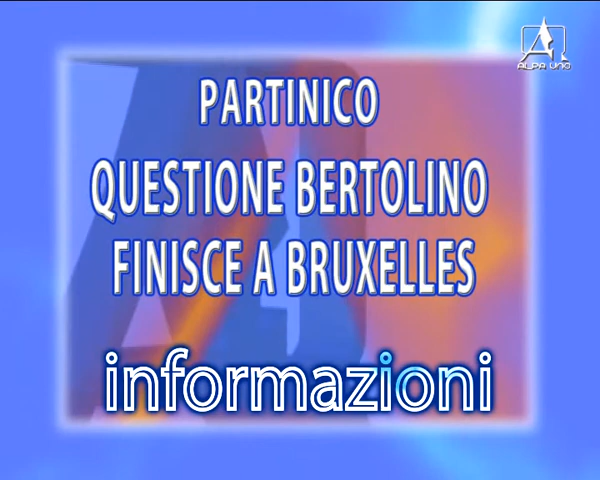 ALPA UNO
PARTINICO
QUESTIONE BERTOLINO
FINISCE A BRUXELLES
informazioni